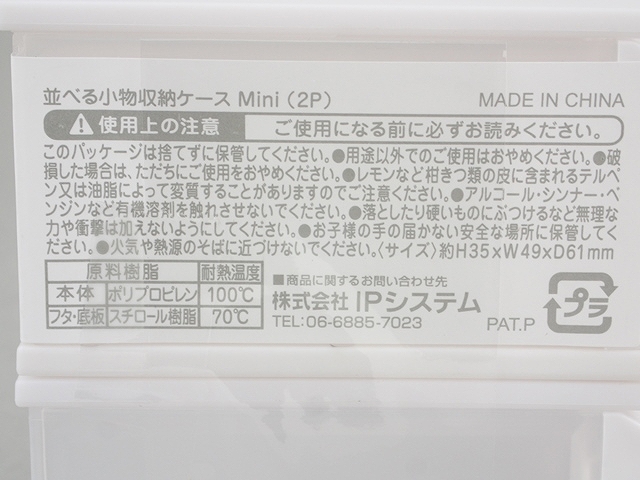 並べる小物収納ケース Mini（2P）
MADE IN CHINA
使用上の注意
ご使用になる前に必ずお読みください。
このパッケージは捨てずに保管してください。●用途以外でのご使用はおやめください。●破
損した場合は、ただちにご使用をおやめください。●レモンなど柑きつ類の皮に含まれるテルペ
ン又は油脂によって変質することがありますのでご注意ください。●アルコール・シンナー・ベ
ンジンなど有機溶剤を触れさせないでください。●落としたり硬いものにぶつけるなど無理な
力や衝撃は加えないようにしてください。●お子様の手の届かない安全な場所に保管してく
ださい。●火気や熱源のそばに近づけないでください。〈サイズ〉約H35×W49×D61mm
原料樹脂 耐熱温度
本体 ポリプロピレン 100℃
フタ・底板 スチロール樹脂 70℃
■商品に関するお問い合わせ先
株式会社 IPシステム
TEL:06-6885-7023
PAT.P
プラ